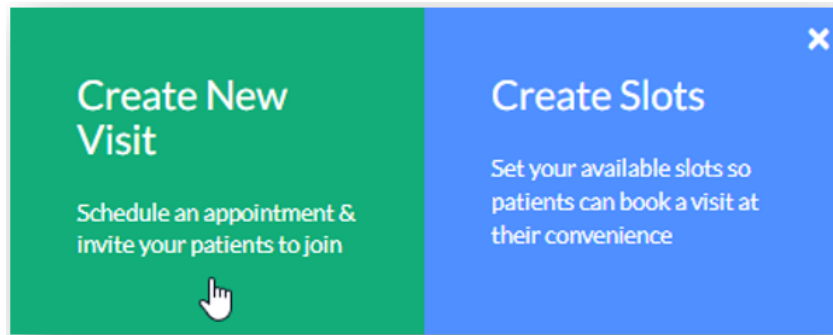 Create New
Visit
Schedule an appointment &
invite your patients to join
Create Slots
Set your available slots so
patients can book a visit at
their convenience